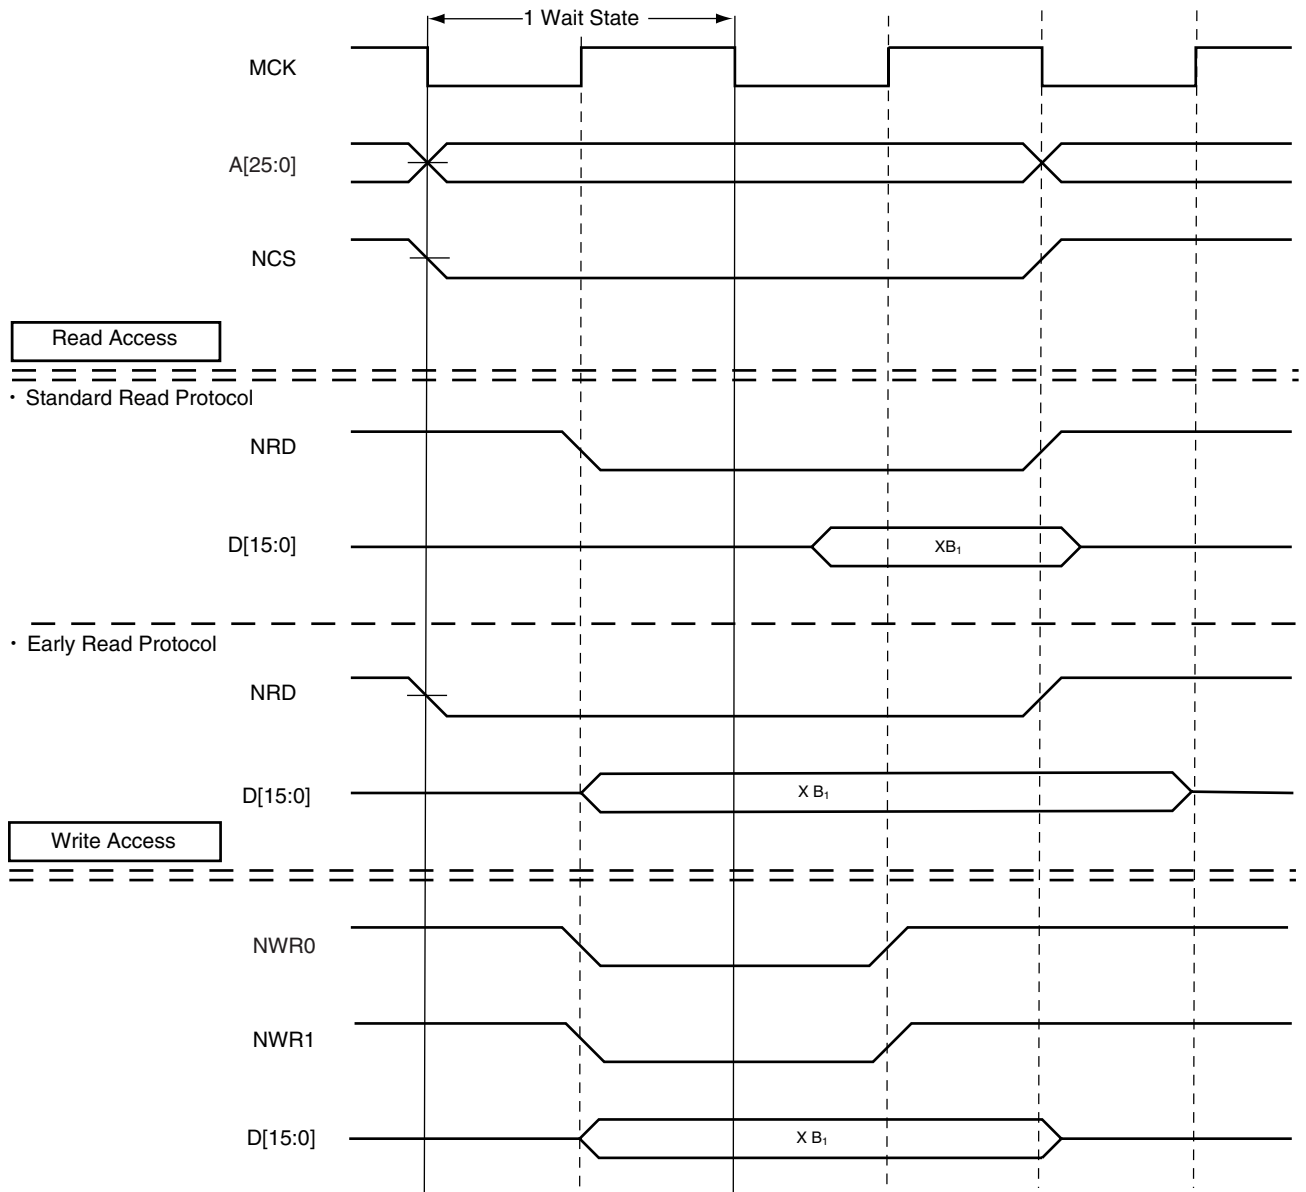 1 Wait State
MCK
A[25:0]
NCS
Read Access
· Standard Read Protocol
NRD
D[15:0]
XB₁
· Early Read Protocol
NRD
D[15:0]
X B₁
Write Access
NWR0
NWR1
D[15:0]
X B₁